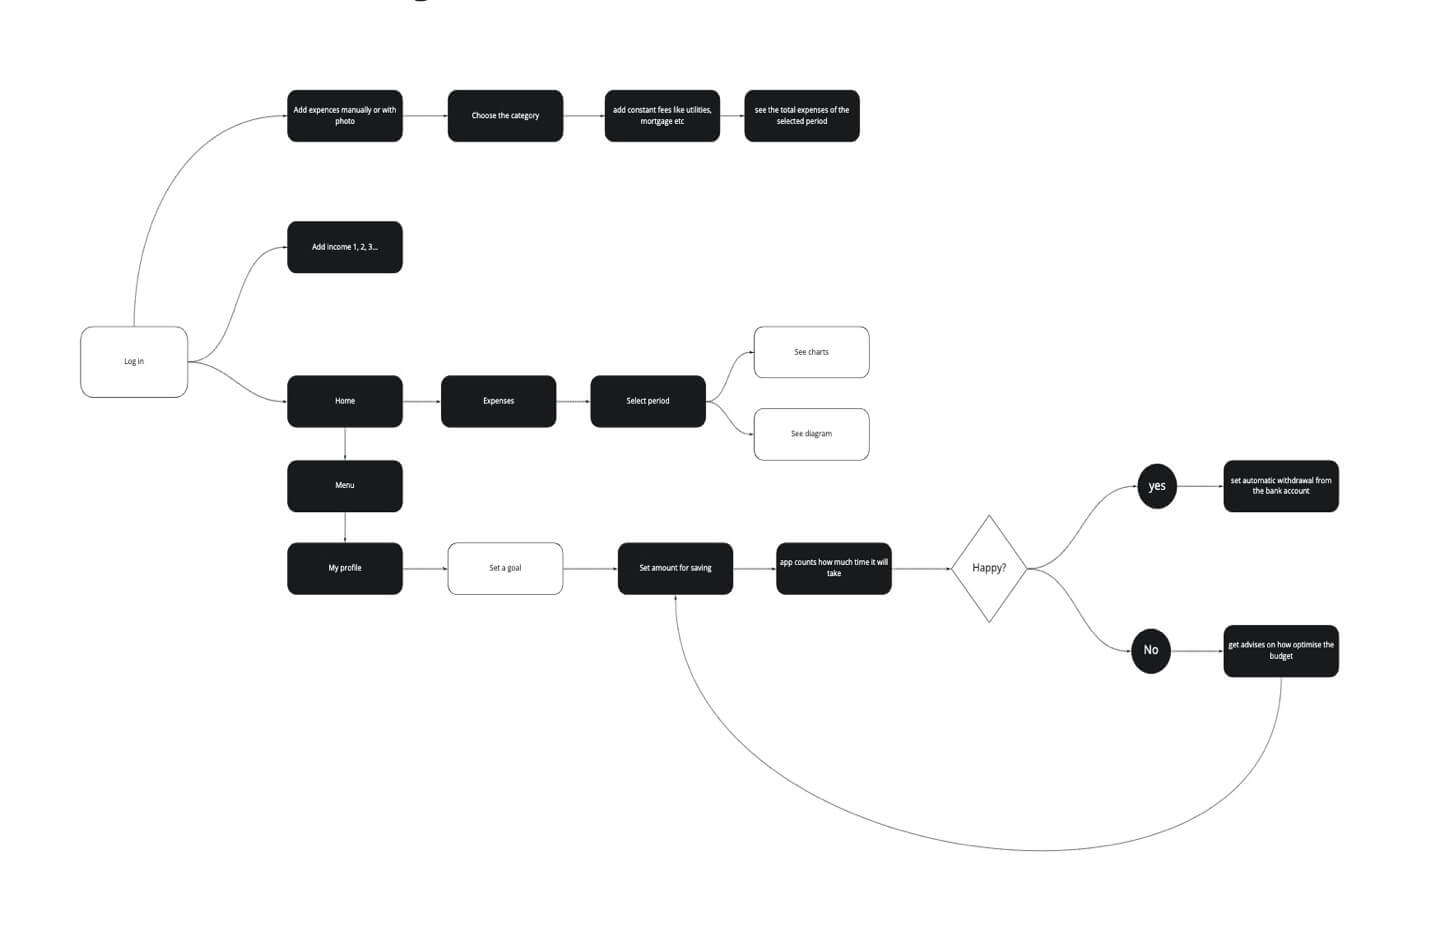 Add expences manually or with
photo
Choose the category
add constant fees like utilities,
mortgage etc
see the total expenses of the
selected period
Add income 1, 2, 3...
Log in
See charts
Home
Expenses
Select period
See diagram
Menu
yes
set automatic withdrawal from
the bank account
My profile
Set a goal
Set amount for saving
app counts how much time it will
take
Happy?
No
get advises on how optimise the
budget